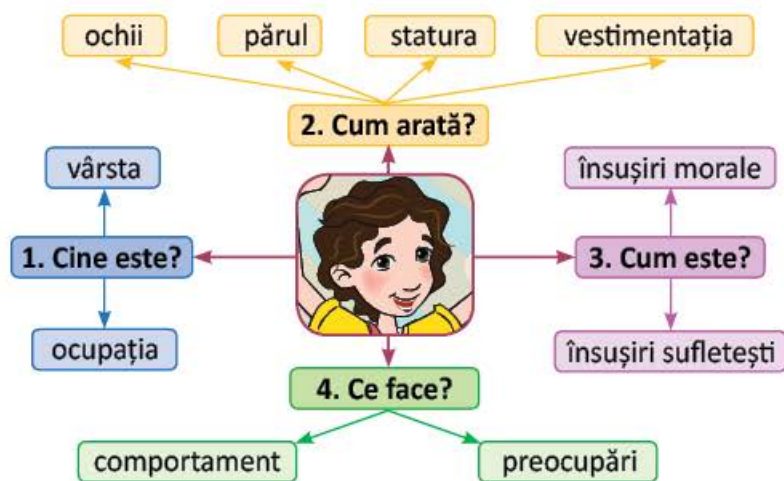 ochii
părul
statura
vestimentația
2. Cum arată?
vârsta
însușiri morale
1. Cine este?
3. Cum este?
ocupația
însușiri sufletești
4. Ce face?
comportament
preocupări